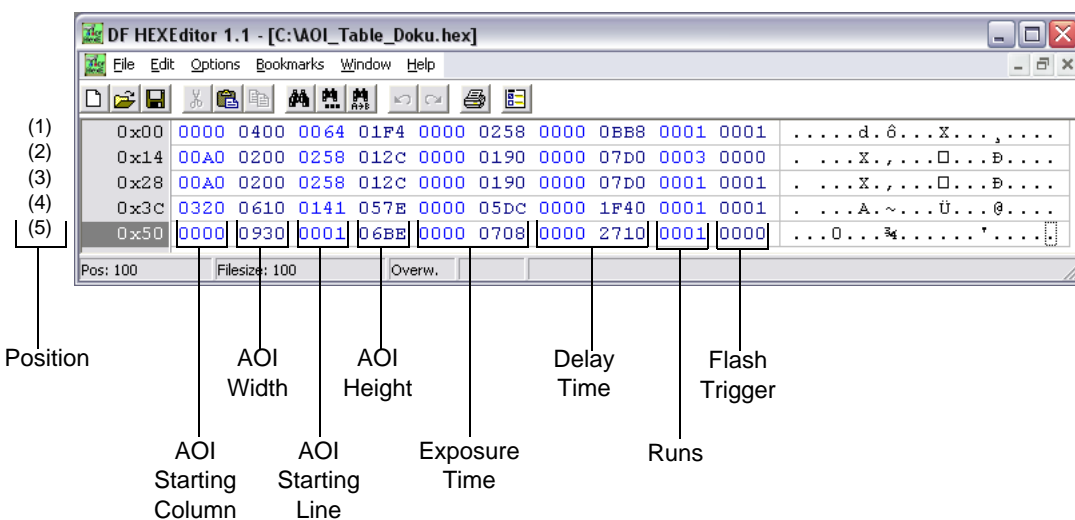 DF HEXEditor 1.1 - [C:\AOI_Table_Doku.hex]
File Edit Options Bookmarks Window Help
(1) 0x00 0000 0400 0064 01F4 0000 0258 0000 0BB8 0001 0001 .....d.ô...X...¸....
(2) 0x14 00A0 0200 0258 012C 0000 0190 0000 07D0 0003 0000 . ...X.,...□...Ð....
(3) 0x28 00A0 0200 0258 012C 0000 0190 0000 07D0 0001 0001 . ...X.,...□...Ð....
(4) 0x3C 0320 0610 0141 057E 0000 05DC 0000 1F40 0001 0001 . ...A.~...Ü...@....
(5) 0x50 0000 0930 0001 06BE 0000 0708 0000 2710 0001 0000 ...0...¾......'.....
Pos: 100 Filesize: 100 Overw.
Position
AOI Width
AOI Height
Delay Time
Flash Trigger
AOI Starting Column
AOI Starting Line
Exposure Time
Runs